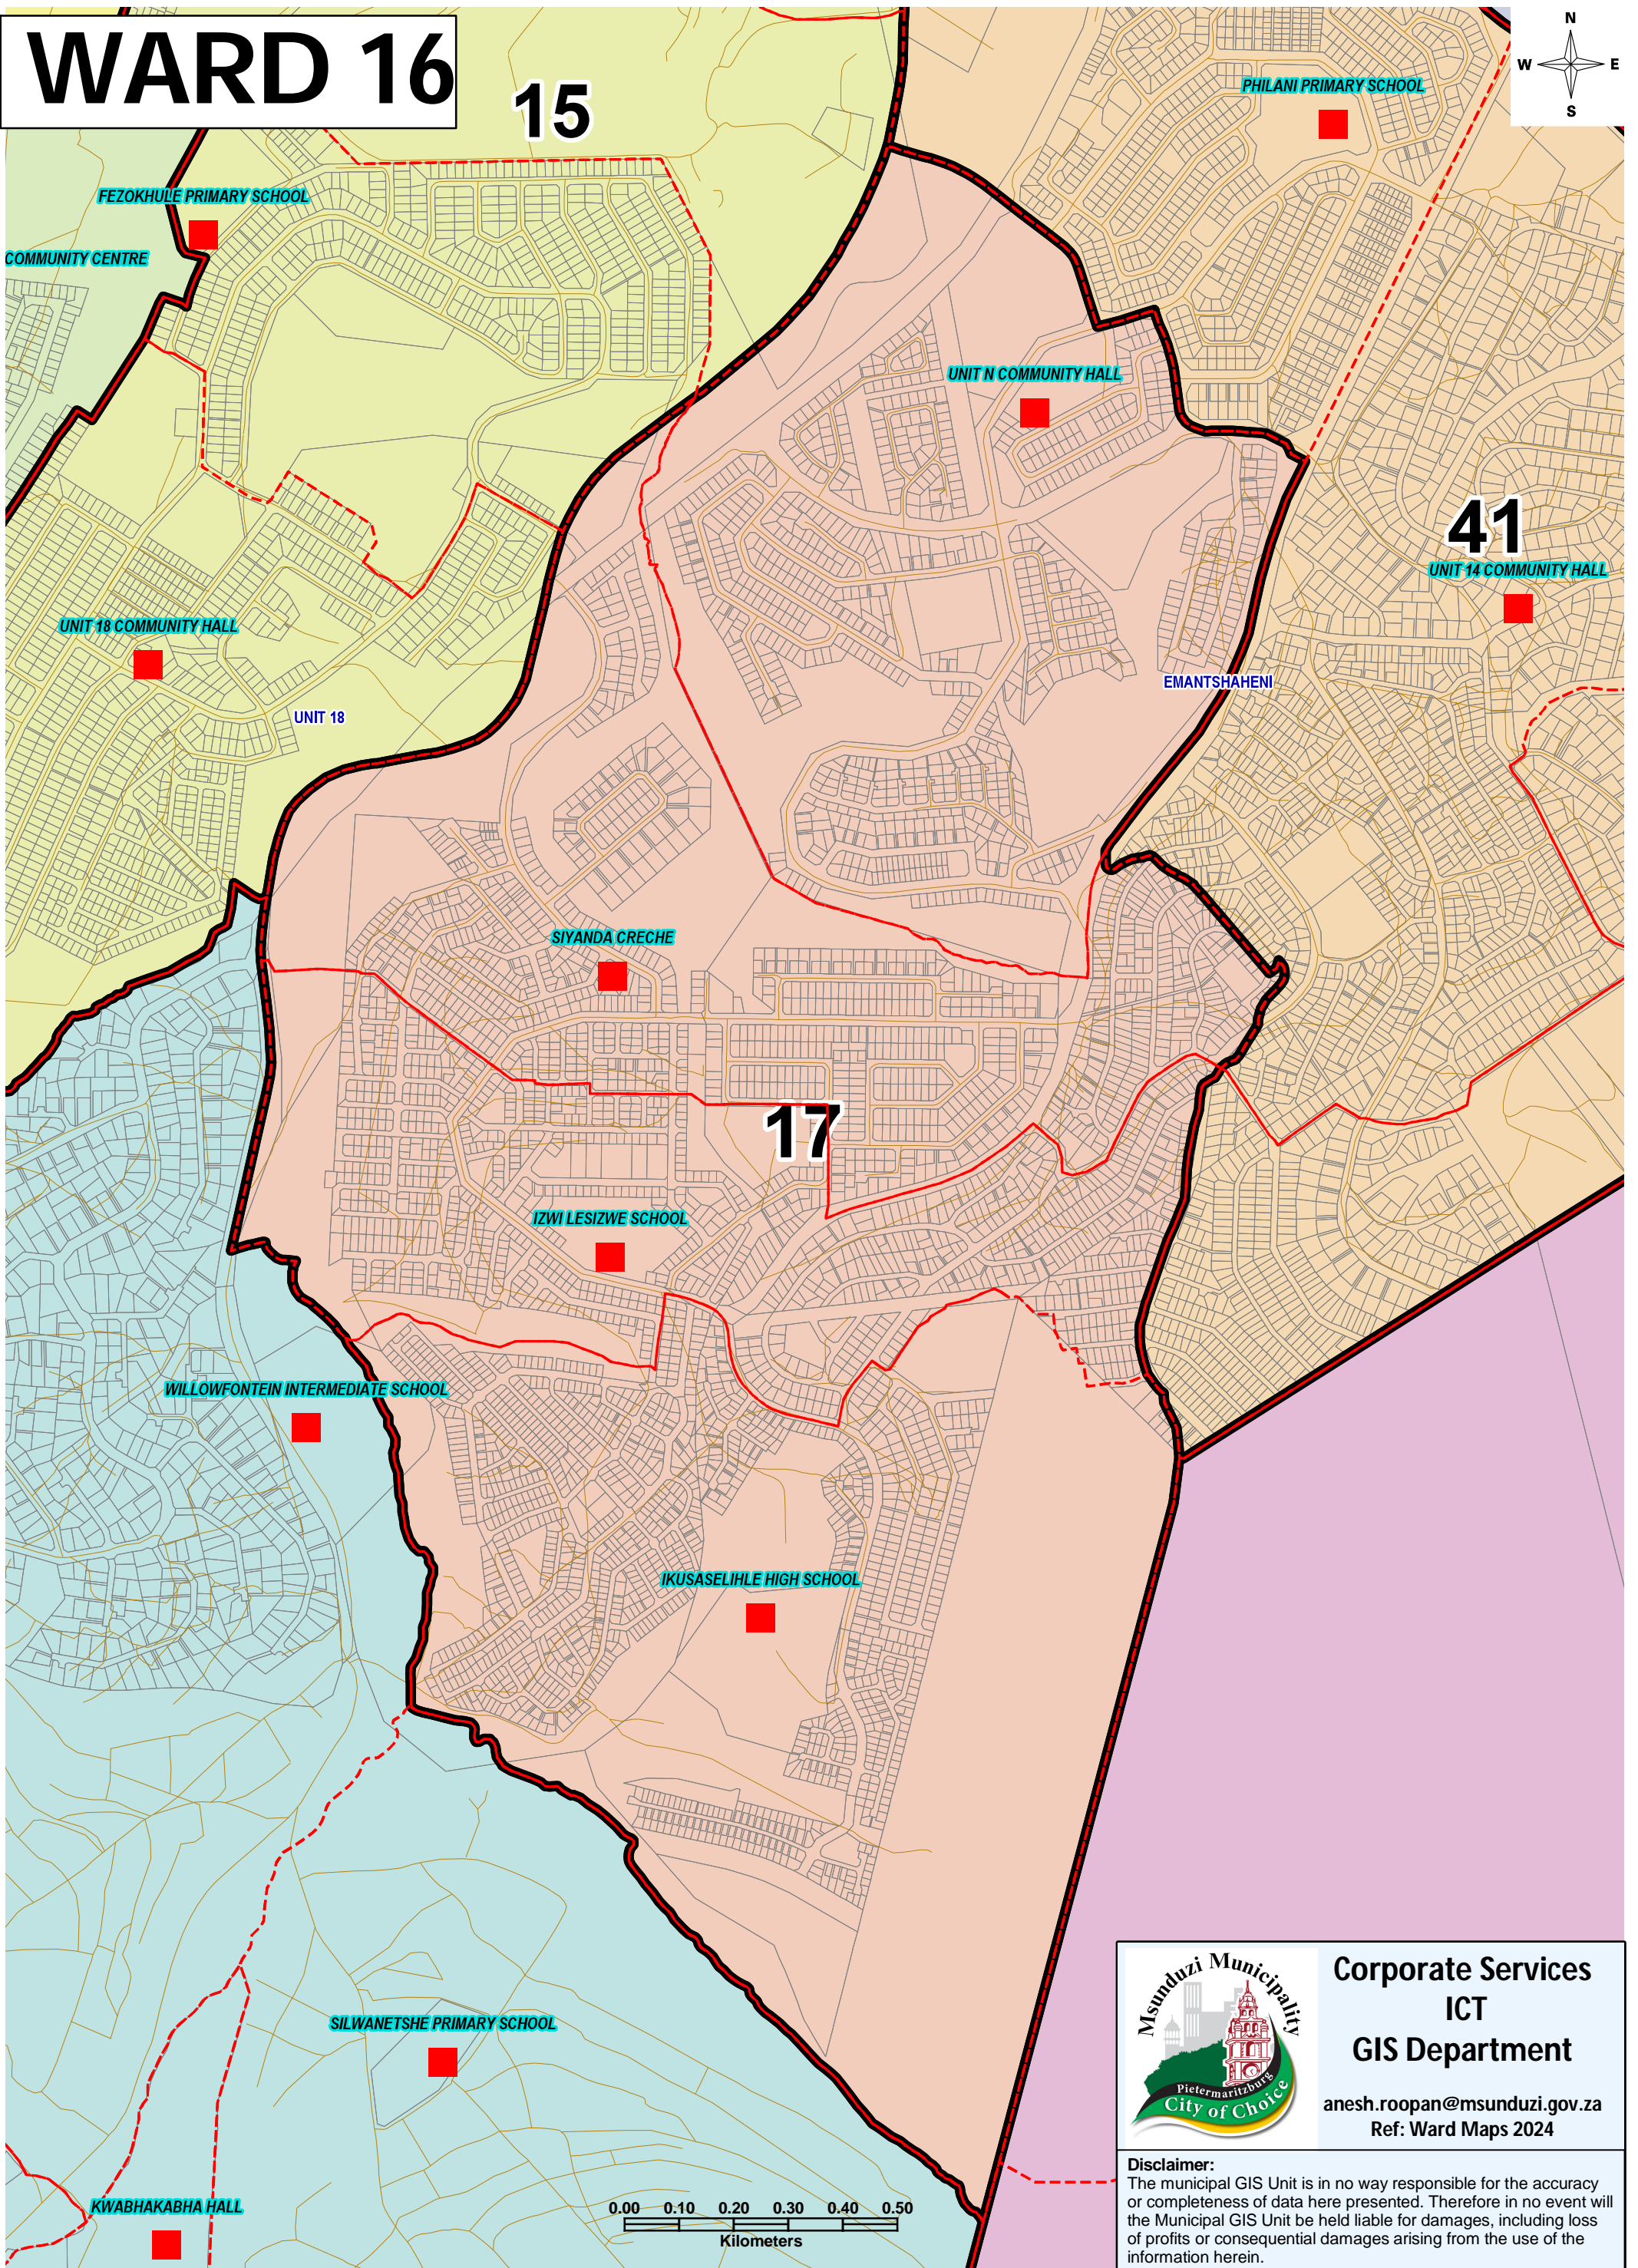 WARD 16
N
W E
S
15
PHILANI PRIMARY SCHOOL
FEZOKHULE PRIMARY SCHOOL
COMMUNITY CENTRE
UNIT N COMMUNITY HALL
41
UNIT 14 COMMUNITY HALL
UNIT 18 COMMUNITY HALL
EMANTSHAHENI
UNIT 18
SIYANDA CRECHE
17
IZWI LESIZWE SCHOOL
WILLOWFONTEIN INTERMEDIATE SCHOOL
IKUSASELIHLE HIGH SCHOOL
SILWANETSHE PRIMARY SCHOOL
KWABHAKABHA HALL
0.00 0.10 0.20 0.30 0.40 0.50
Kilometers
Msunduzi Municipality
Pietermaritzburg
City of Choice
Corporate Services
ICT
GIS Department
anesh.roopan@msunduzi.gov.za
Ref: Ward Maps 2024
Disclaimer:
The municipal GIS Unit is in no way responsible for the accuracy
or completeness of data here presented. Therefore in no event will
the Municipal GIS Unit be held liable for damages, including loss
of profits or consequential damages arising from the use of the
information herein.